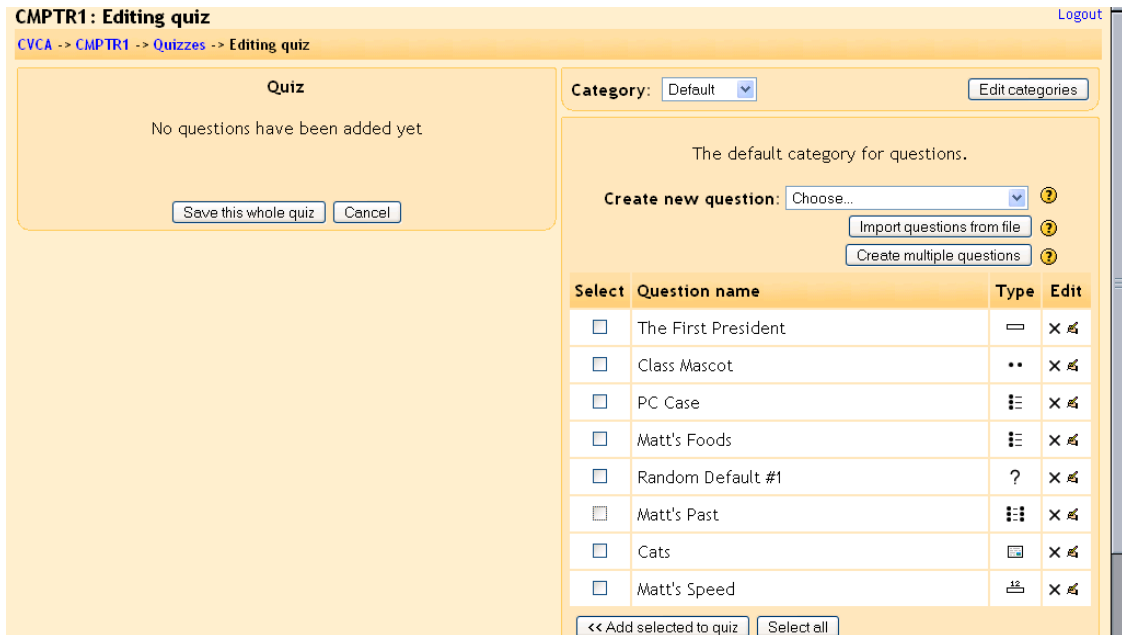 CMPTR1: Editing quiz
Logout
CVCA -> CMPTR1 -> Quizzes -> Editing quiz
Quiz
No questions have been added yet
Save this whole quiz Cancel
Category: Default Edit categories
The default category for questions.
Create new question: Choose... ?
Import questions from file ?
Create multiple questions ?
Select Question name Type Edit
The First President
Class Mascot
PC Case
Matt's Foods
Random Default #1 ?
Matt's Past
Cats
Matt's Speed 12
<< Add selected to quiz Select all